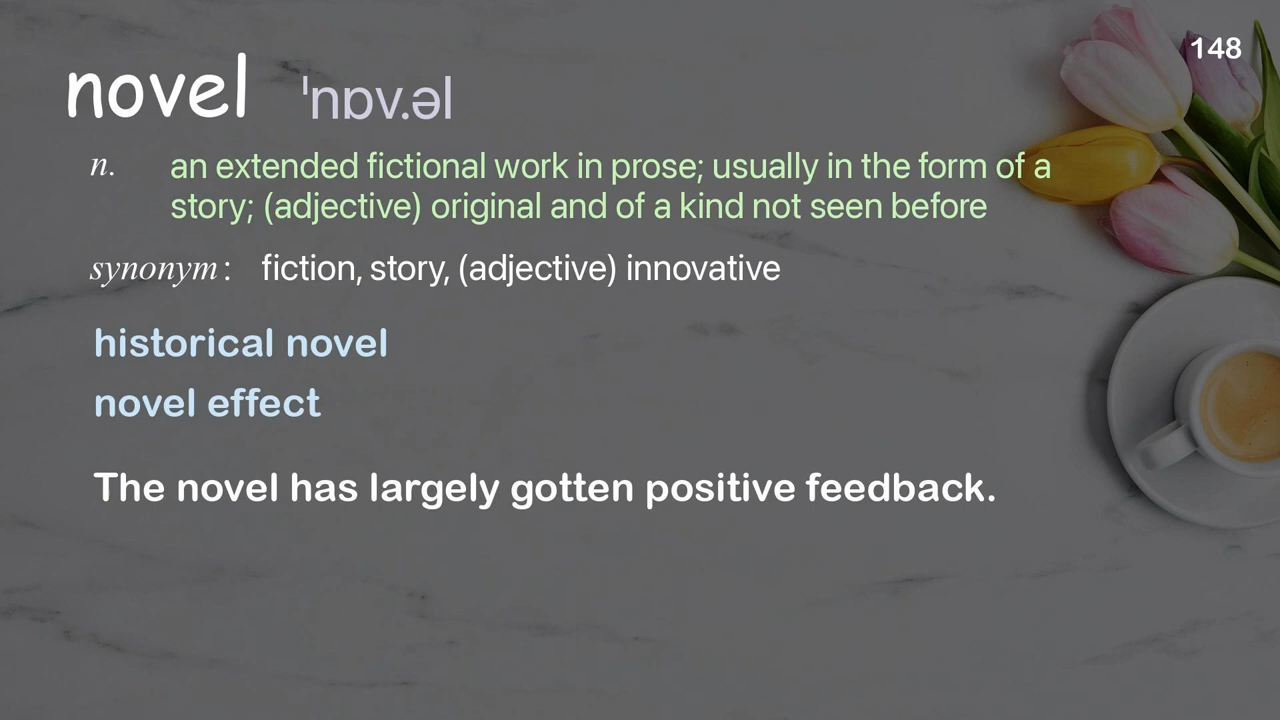 148
novel ˈnɒv.əl
n. an extended fictional work in prose; usually in the form of a
story; (adjective) original and of a kind not seen before
synonym: fiction, story, (adjective) innovative
historical novel
novel effect
The novel has largely gotten positive feedback.